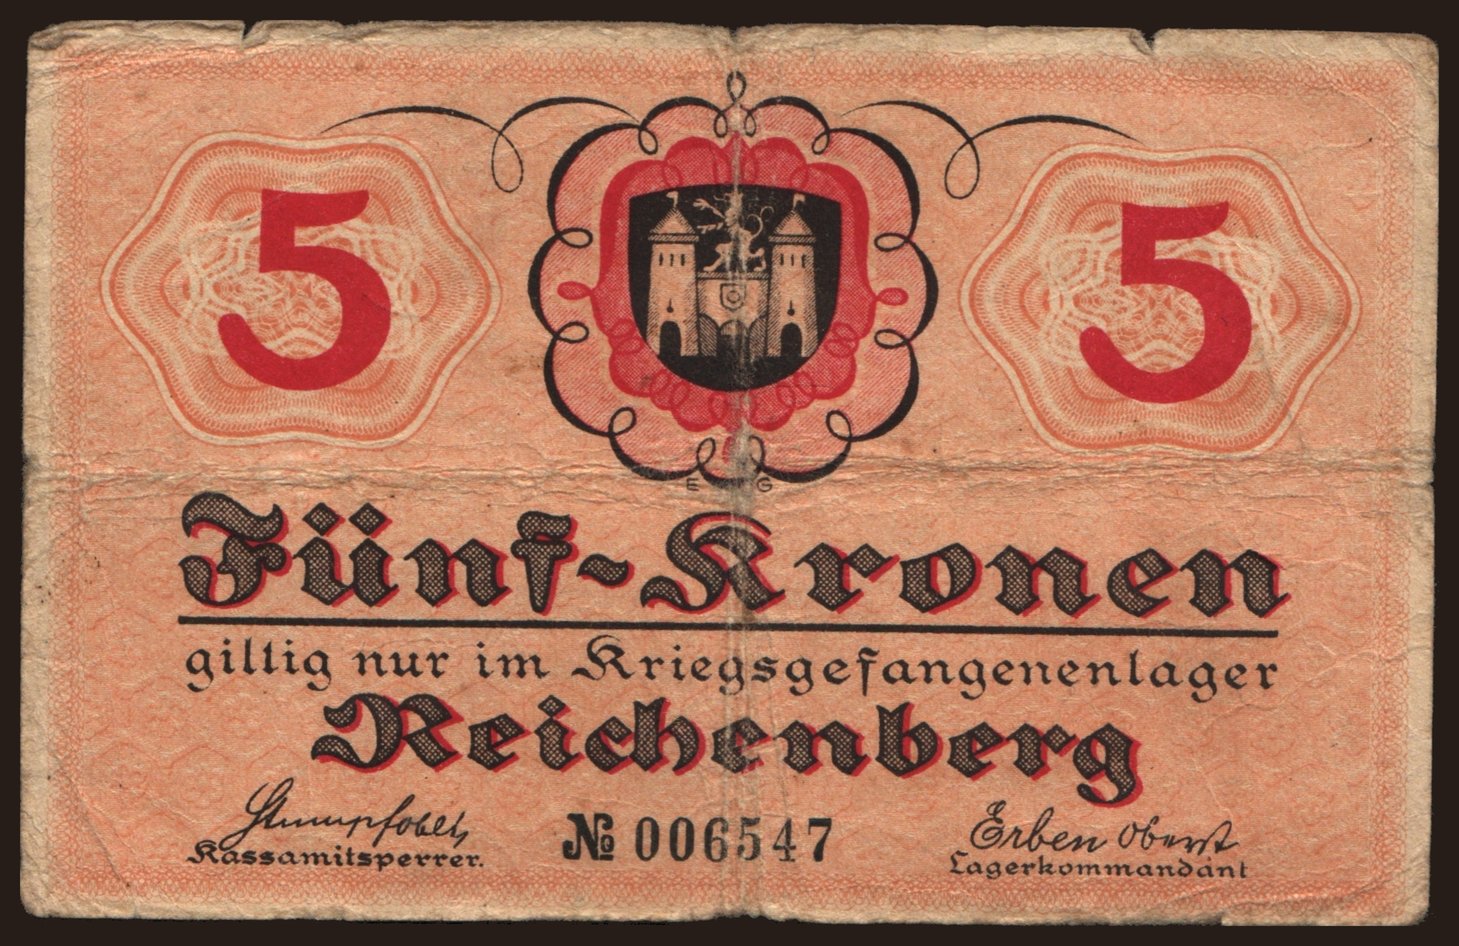 5 5
E G
Fünf-Kronen
giltig nur im Kriegsgefangenenlager
Reichenberg
Erben Oberst
Kassamitsperrer. № 006547 Lagerkommandant